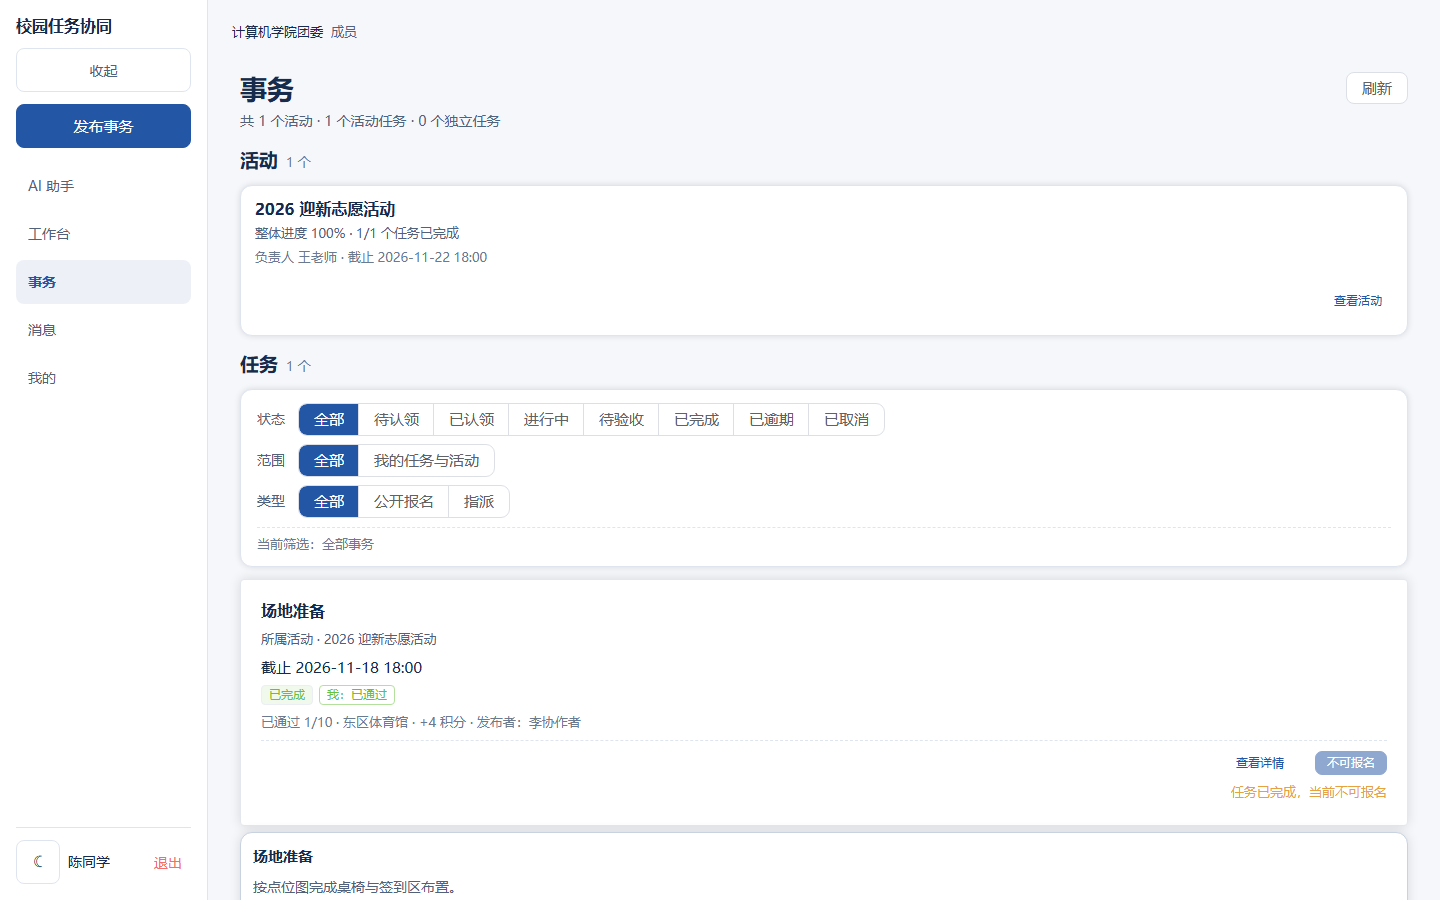 校园任务协同
收起
发布事务
AI 助手
工作台
事务
消息
我的
陈同学
退出
计算机学院团委 成员
事务
刷新
共 1 个活动 · 1 个活动任务 · 0 个独立任务
活动 1 个
2026 迎新志愿活动
整体进度 100% · 1/1 个任务已完成
负责人 王老师 · 截止 2026-11-22 18:00
查看活动
任务 1 个
状态 全部 待认领 已认领 进行中 待验收 已完成 已逾期 已取消
范围 全部 我的任务与活动
类型 全部 公开报名 指派
当前筛选：全部事务
场地准备
所属活动 · 2026 迎新志愿活动
截止 2026-11-18 18:00
已完成 我：已通过
已通过 1/10 · 东区体育馆 · +4 积分 · 发布者：李协作者
查看详情 不可报名
任务已完成，当前不可报名
场地准备
按点位图完成桌椅与签到区布置。